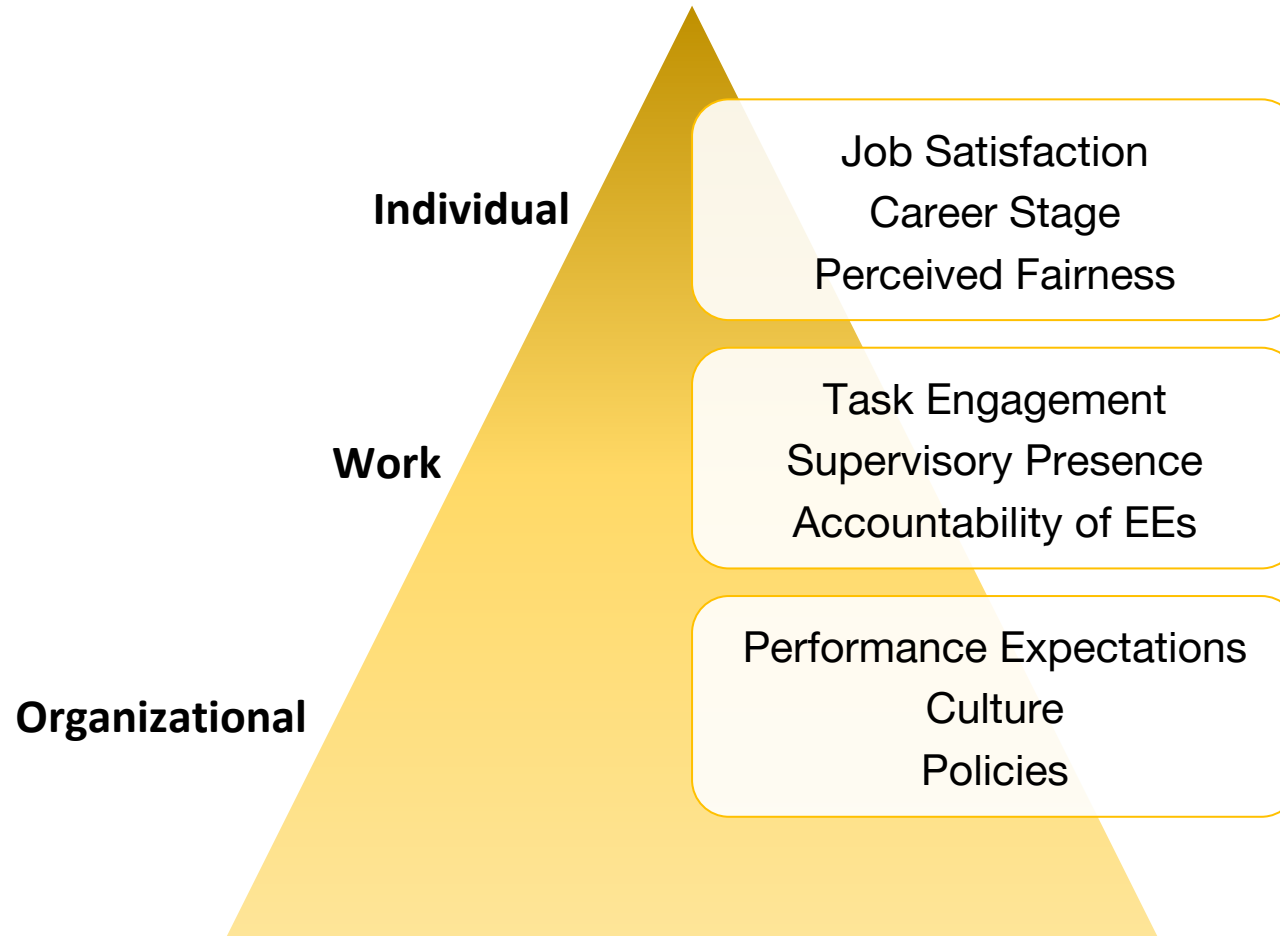 Individual
Job Satisfaction
Career Stage
Perceived Fairness
Work
Task Engagement
Supervisory Presence
Accountability of EEs
Organizational
Performance Expectations
Culture
Policies